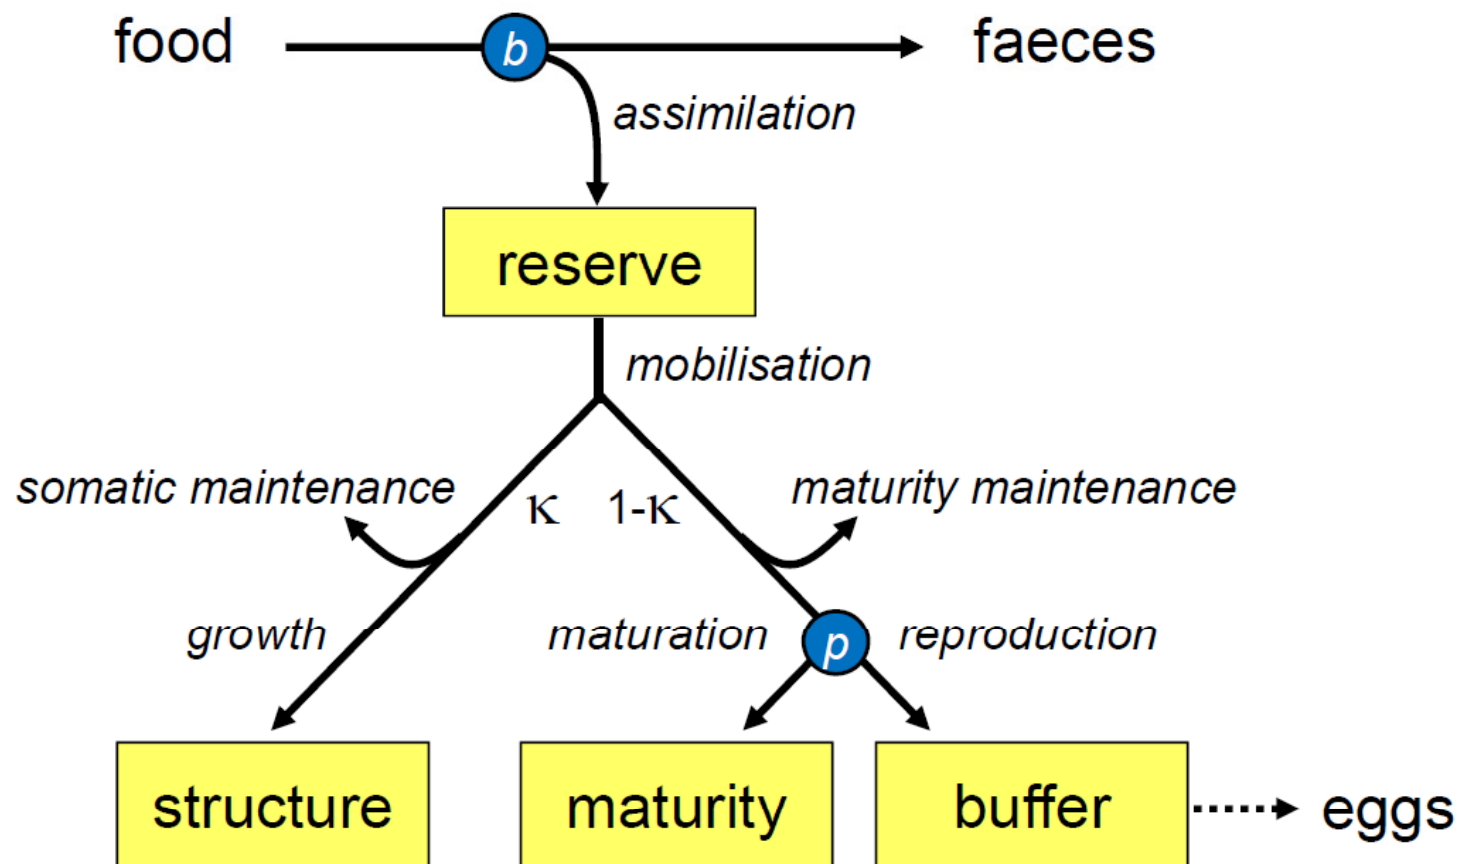 food
b
faeces
assimilation
reserve
mobilisation
somatic maintenance
κ
1-κ
maturity maintenance
growth
maturation
p
reproduction
structure
maturity
buffer
eggs